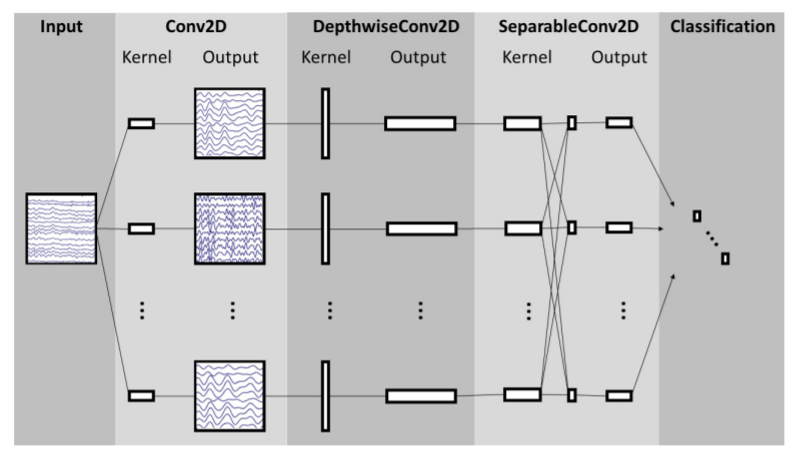 Input Conv2D DepthwiseConv2D SeparableConv2D Classification
Kernel Output Kernel Output Kernel Output